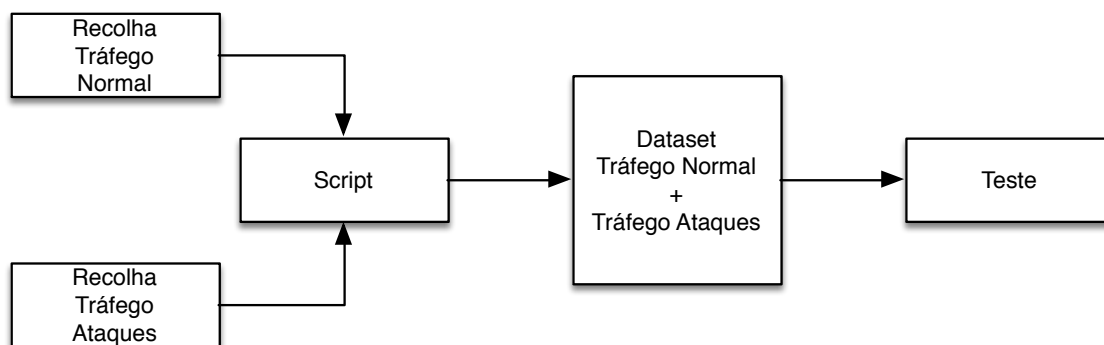 Recolha
Tráfego
Normal
Script
Dataset
Tráfego Normal
+
Tráfego Ataques
Teste
Recolha
Tráfego
Ataques